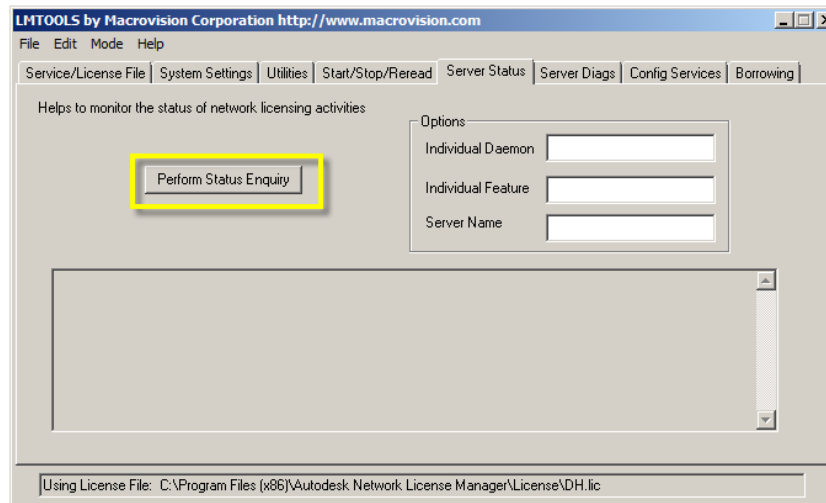 LMTOOLS by Macrovision Corporation http://www.macrovision.com
File Edit Mode Help
Service/License File System Settings Utilities Start/Stop/Reread Server Status Server Diags Config Services Borrowing
Helps to monitor the status of network licensing activities
Options
Individual Daemon
Perform Status Enquiry
Individual Feature
Server Name
Using License File: C:\Program Files (x86)\Autodesk Network License Manager\License\DH.lic